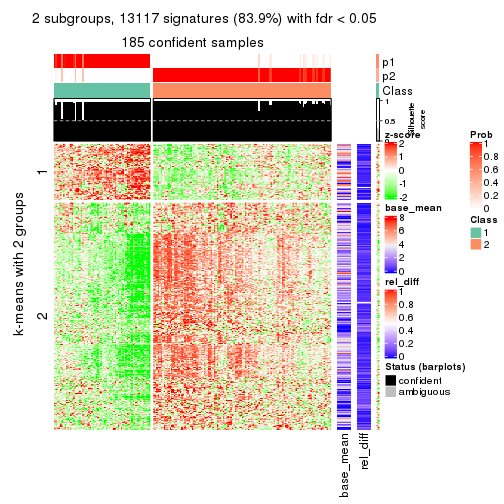 2 subgroups, 13117 signatures (83.9%) with fdr < 0.05
185 confident samples
p1
p2
Class
1
0.5
0
Silhouette
score
k-means with 2 groups
1
2
z-score
2
1
0
-1
-2
base_mean
8
6
4
2
0
rel_diff
1
0.8
0.6
0.4
0.2
0
Status (barplots)
confident
ambiguous
Prob
1
0.8
0.6
0.4
0.2
0
Class
1
2
base_mean
rel_diff